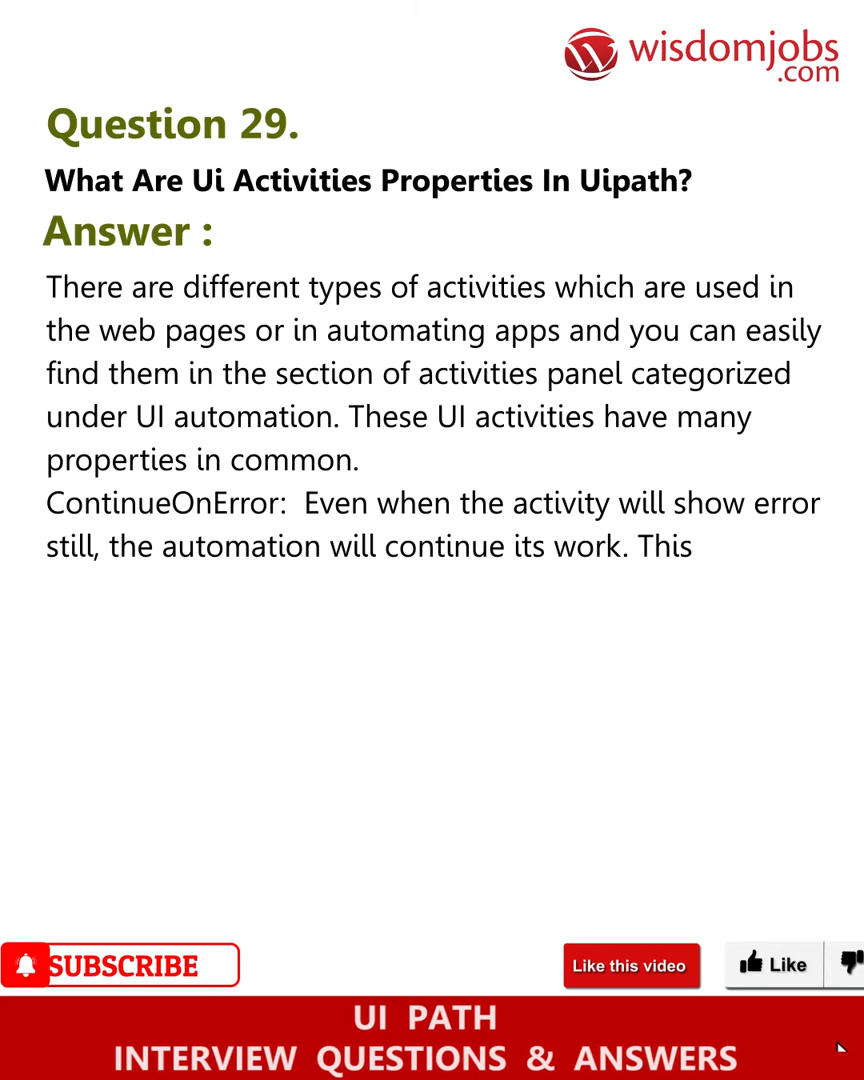 wisdomjobs
.com
Question 29.
What Are Ui Activities Properties In Uipath?
Answer :
There are different types of activities which are used in
the web pages or in automating apps and you can easily
find them in the section of activities panel categorized
under UI automation. These UI activities have many
properties in common.
ContinueOnError:  Even when the activity will show error
still, the automation will continue its work. This
SUBSCRIBE
Like this video
Like
UI PATH
INTERVIEW QUESTIONS & ANSWERS